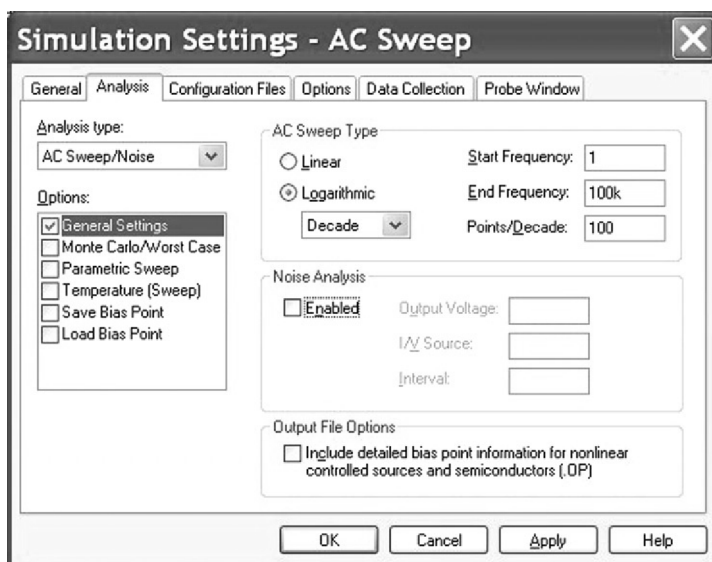 Simulation Settings - AC Sweep
General Analysis Configuration Files Options Data Collection Probe Window
Analysis type:
AC Sweep/Noise
Options:
General Settings
Monte Carlo/Worst Case
Parametric Sweep
Temperature (Sweep)
Save Bias Point
Load Bias Point
AC Sweep Type
Linear
Logarithmic
Decade
Start Frequency: 1
End Frequency: 100k
Points/Decade: 100
Noise Analysis
Enabled
Output Voltage:
I/V Source:
Interval:
Output File Options
Include detailed bias point information for nonlinear
controlled sources and semiconductors (.OP)
OK Cancel Apply Help